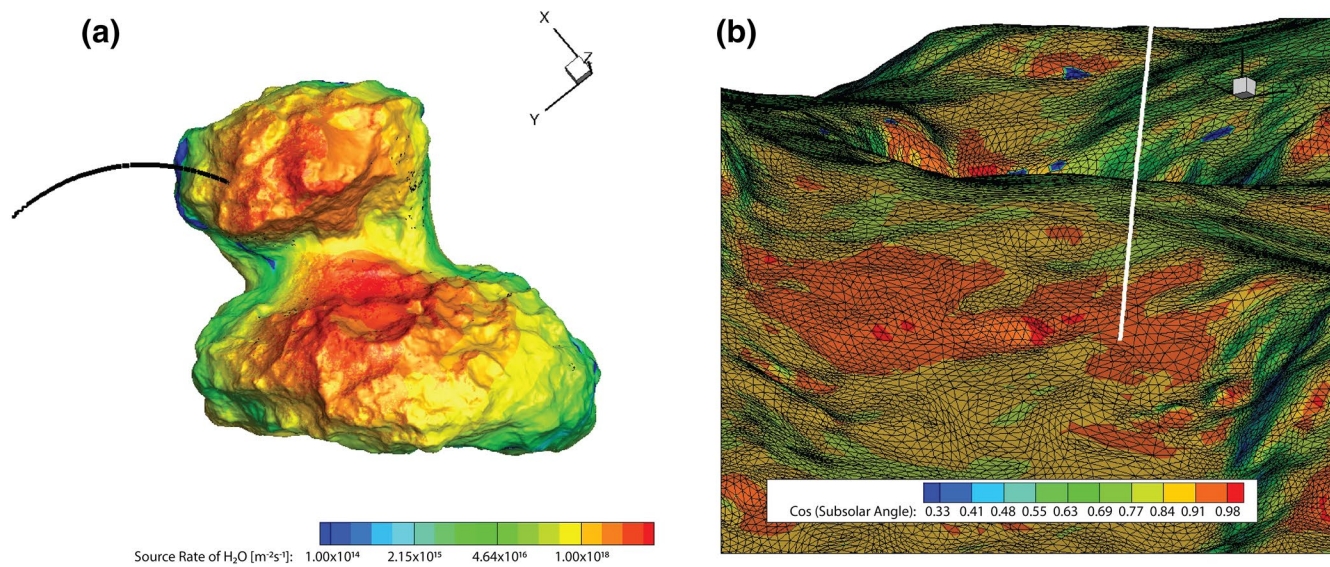 (a)
X
Z
Y
Source Rate of H₂O [m⁻²s⁻¹]: 1.00x10¹⁴ 2.15x10¹⁵ 4.64x10¹⁶ 1.00x10¹⁸
(b)
Cos (Subsolar Angle): 0.33 0.41 0.48 0.55 0.63 0.69 0.77 0.84 0.91 0.98